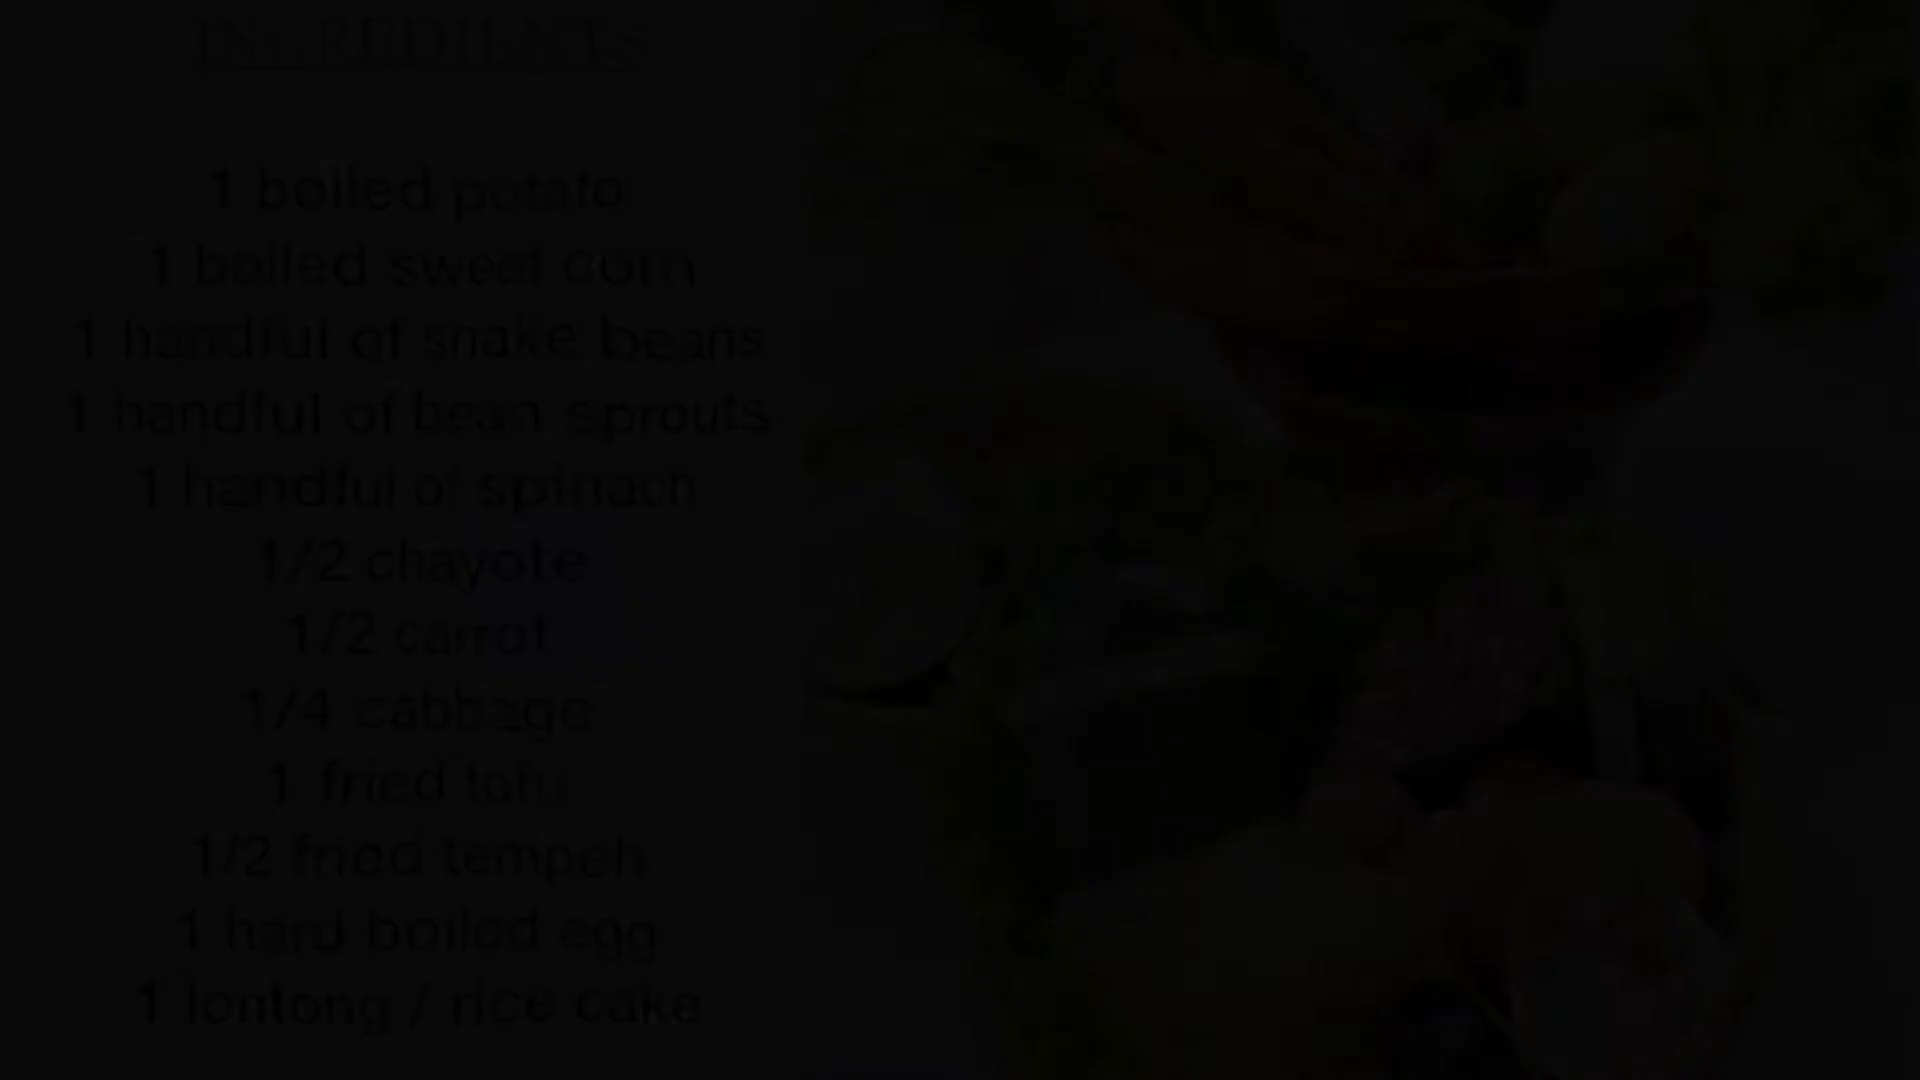 INGREDIENTS
1 boiled potato
1 boiled sweet corn
1 handful of snake beans
1 handful of bean sprouts
1 handful of spinach
1/2 chayote
1/2 carrot
1/4 cabbage
1 fried tofu
1/2 fried tempeh
1 hard boiled egg
1 lontong / rice cake